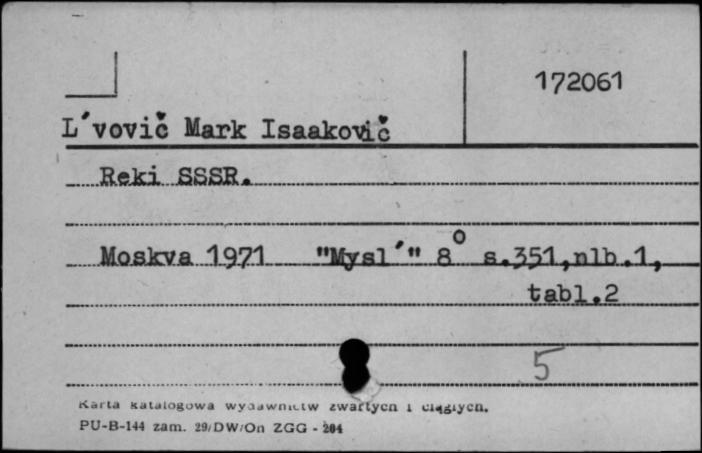 172061
L´vovič Mark Isaakovič
Reki SSSR.
Moskva 1971 "Mysl´" 8° s.351,nlb.1,
tabl.2
5
Karta katalogowa wydawnictw zwartych i ciągłych.
PU-B-144 zam. 29/DW/On ZGG - 204